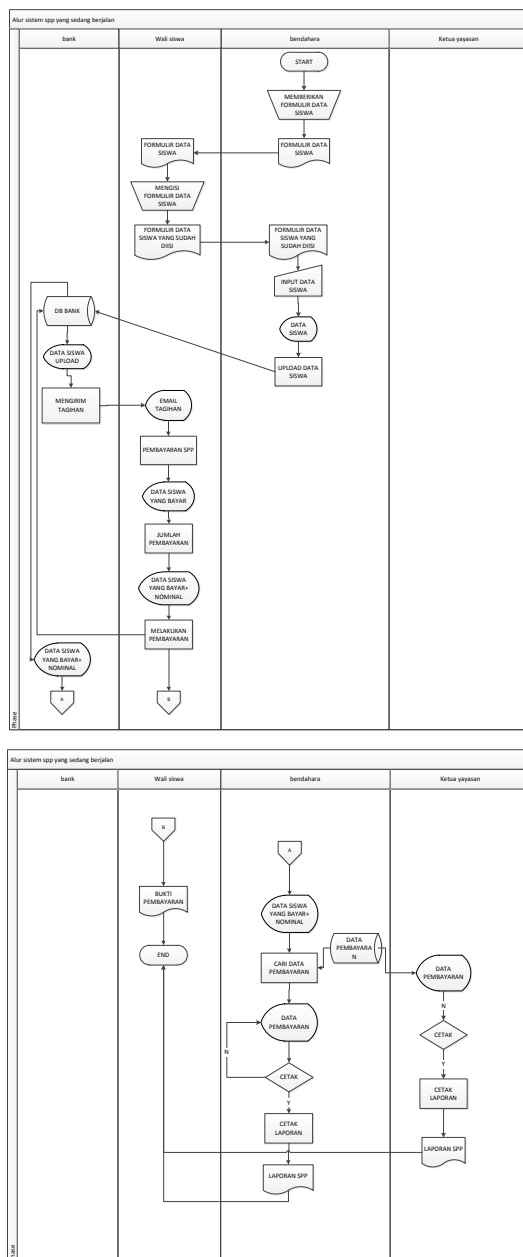 Alur sistem spp yang sedang berjalan
bank
Wali siswa
bendahara
Ketua yayasan
START
MEMBERIKAN
FORMULIR DATA
SISWA
FORMULIR DATA
SISWA
FORMULIR DATA
SISWA
MENGISI
FORMULIR DATA
SISWA
FORMULIR DATA
SISWA YANG SUDAH
DIISI
FORMULIR DATA
SISWA YANG
SUDAH DIISI
INPUT DATA
SISWA
DATA
SISWA
UPLOAD DATA
SISWA
DB BANK
DATA SISWA
UPLOAD
MENGIRIM
TAGIHAN
EMAIL
TAGIHAN
PEMBAYARAN SPP
DATA SISWA
YANG BAYAR
JUMLAH
PEMBAYARAN
DATA SISWA
YANG BAYAR+
NOMINAL
MELAKUKAN
PEMBAYARAN
DATA SISWA
YANG BAYAR+
NOMINAL
A
B
Phase
Alur sistem spp yang sedang berjalan
bank
Wali siswa
bendahara
Ketua yayasan
B
A
BUKTI
PEMBAYARAN
END
DATA SISWA
YANG BAYAR+
NOMINAL
CARI DATA
PEMBAYARAN
DATA
PEMBAYARA
N
DATA
PEMBAYARAN
DATA
PEMBAYARAN
N
CETAK
Y
CETAK
LAPORAN
LAPORAN SPP
N
CETAK
Y
CETAK
LAPORAN
LAPORAN SPP
ase